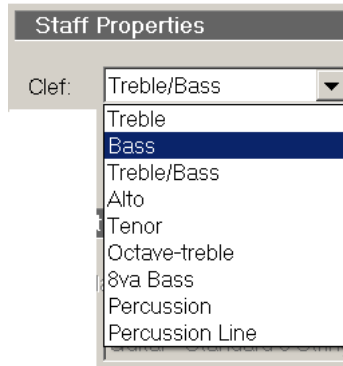 Staff Properties
Clef: Treble/Bass
Treble
Bass
Treble/Bass
Alto
Tenor
Octave-treble
8va Bass
Percussion
Percussion Line